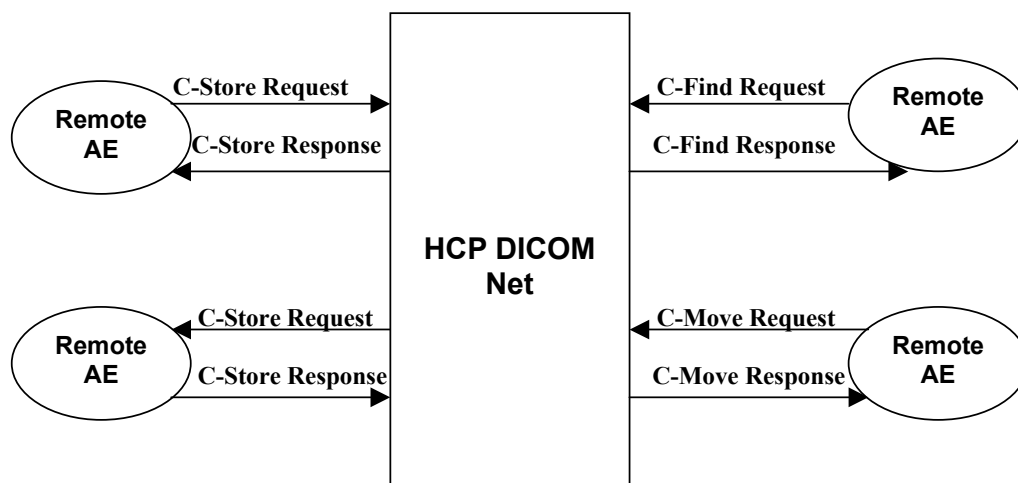 C-Store Request
Remote
AE
C-Store Response
C-Find Request
Remote
AE
C-Find Response
HCP DICOM
Net
C-Store Request
Remote
AE
C-Store Response
C-Move Request
Remote
AE
C-Move Response